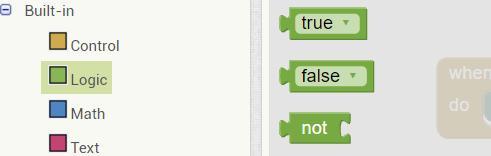 Built-in
Control
Logic
Math
Text
true
false
not
when
do